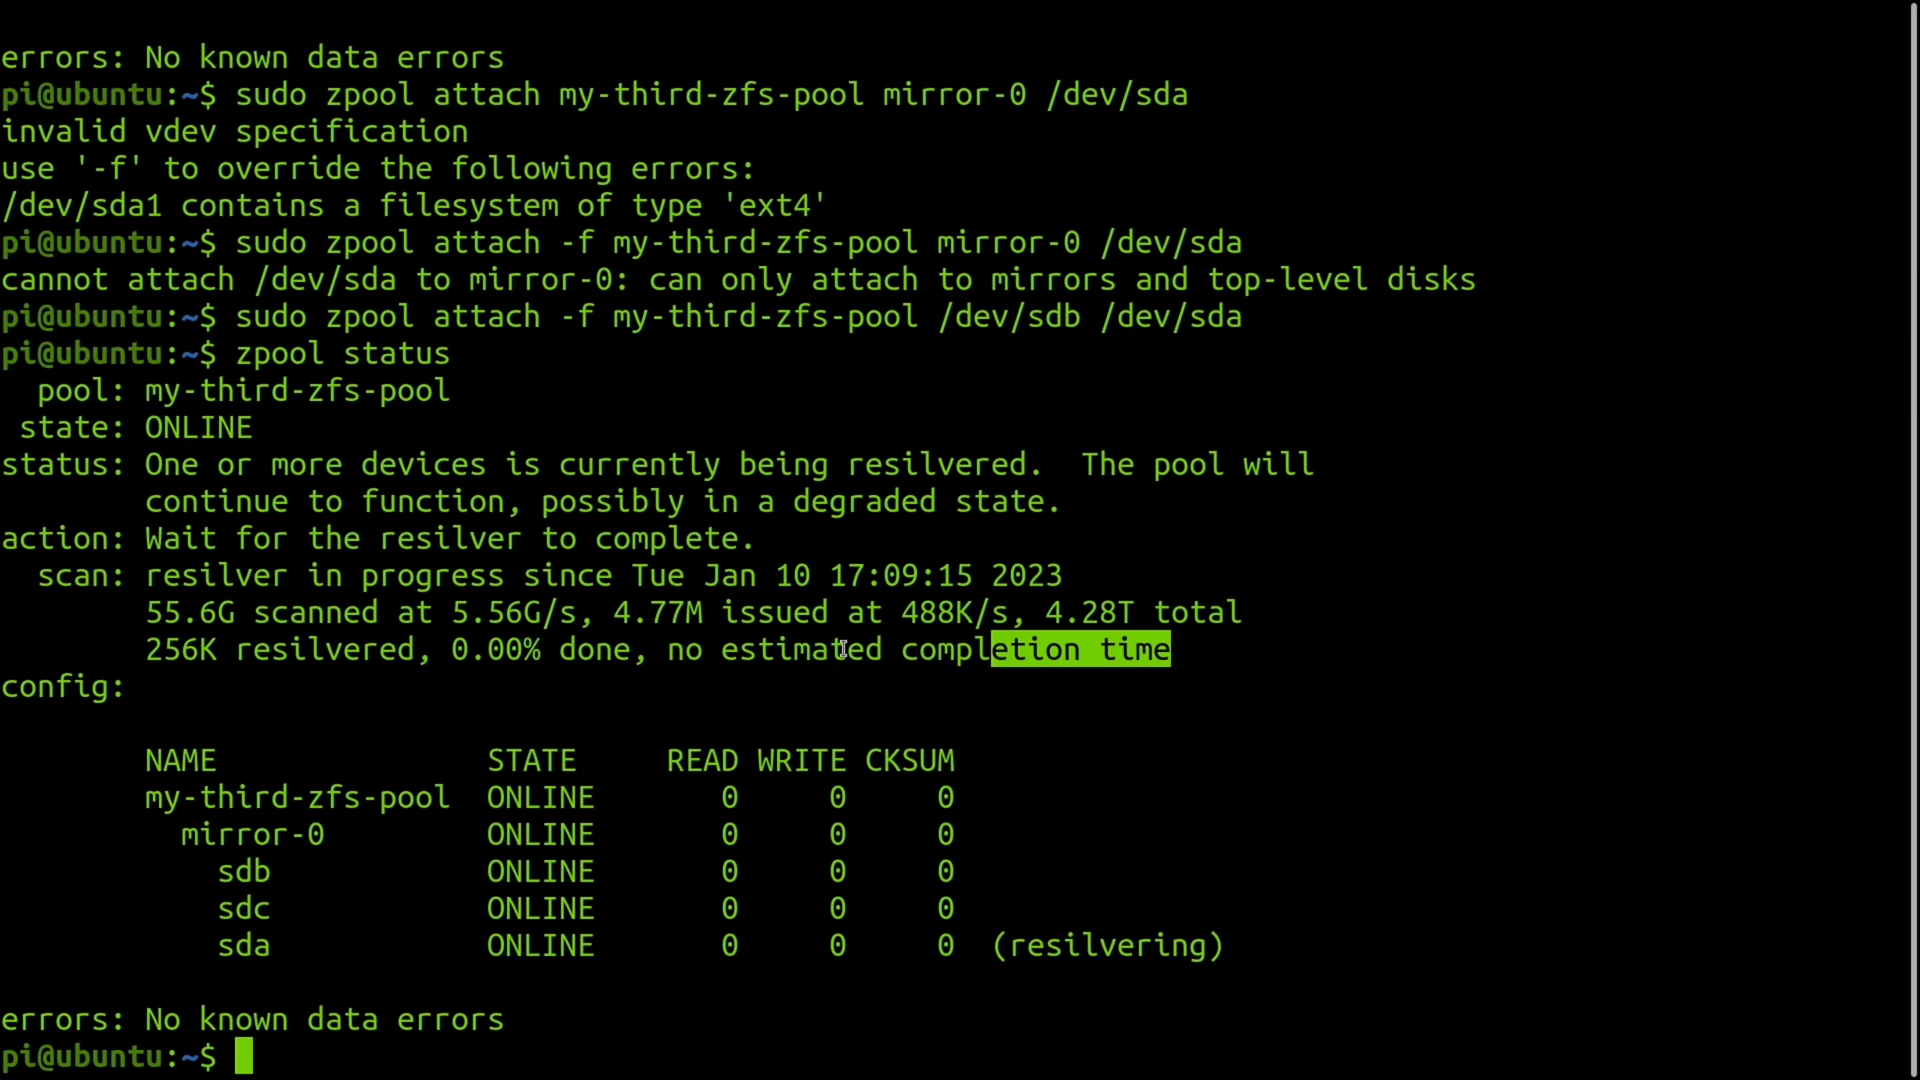 errors: No known data errors
pi@ubuntu:~$ sudo zpool attach my-third-zfs-pool mirror-0 /dev/sda
invalid vdev specification
use '-f' to override the following errors:
/dev/sda1 contains a filesystem of type 'ext4'
pi@ubuntu:~$ sudo zpool attach -f my-third-zfs-pool mirror-0 /dev/sda
cannot attach /dev/sda to mirror-0: can only attach to mirrors and top-level disks
pi@ubuntu:~$ sudo zpool attach -f my-third-zfs-pool /dev/sdb /dev/sda
pi@ubuntu:~$ zpool status
  pool: my-third-zfs-pool
 state: ONLINE
status: One or more devices is currently being resilvered.  The pool will
        continue to function, possibly in a degraded state.
action: Wait for the resilver to complete.
  scan: resilver in progress since Tue Jan 10 17:09:15 2023
        55.6G scanned at 5.56G/s, 4.77M issued at 488K/s, 4.28T total
        256K resilvered, 0.00% done, no estimated completion time
config:

        NAME               STATE     READ WRITE CKSUM
        my-third-zfs-pool  ONLINE       0     0     0
          mirror-0         ONLINE       0     0     0
            sdb            ONLINE       0     0     0
            sdc            ONLINE       0     0     0
            sda            ONLINE       0     0     0  (resilvering)

errors: No known data errors
pi@ubuntu:~$